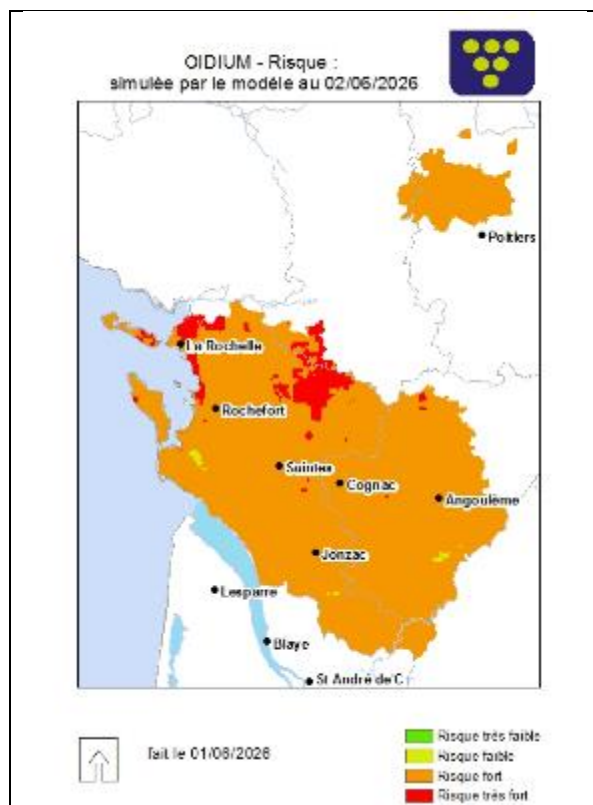 OIDIUM - Risque :
simulée par le modèle au 02/06/2026
Poitiers
La Rochelle
Rochefort
Saintes
Cognac
Angoulème
Jonzac
Lesparre
Blaye
St André de C
fait le 01/06/2026
Risque très faible
Risque faible
Risque fort
Risque très fort